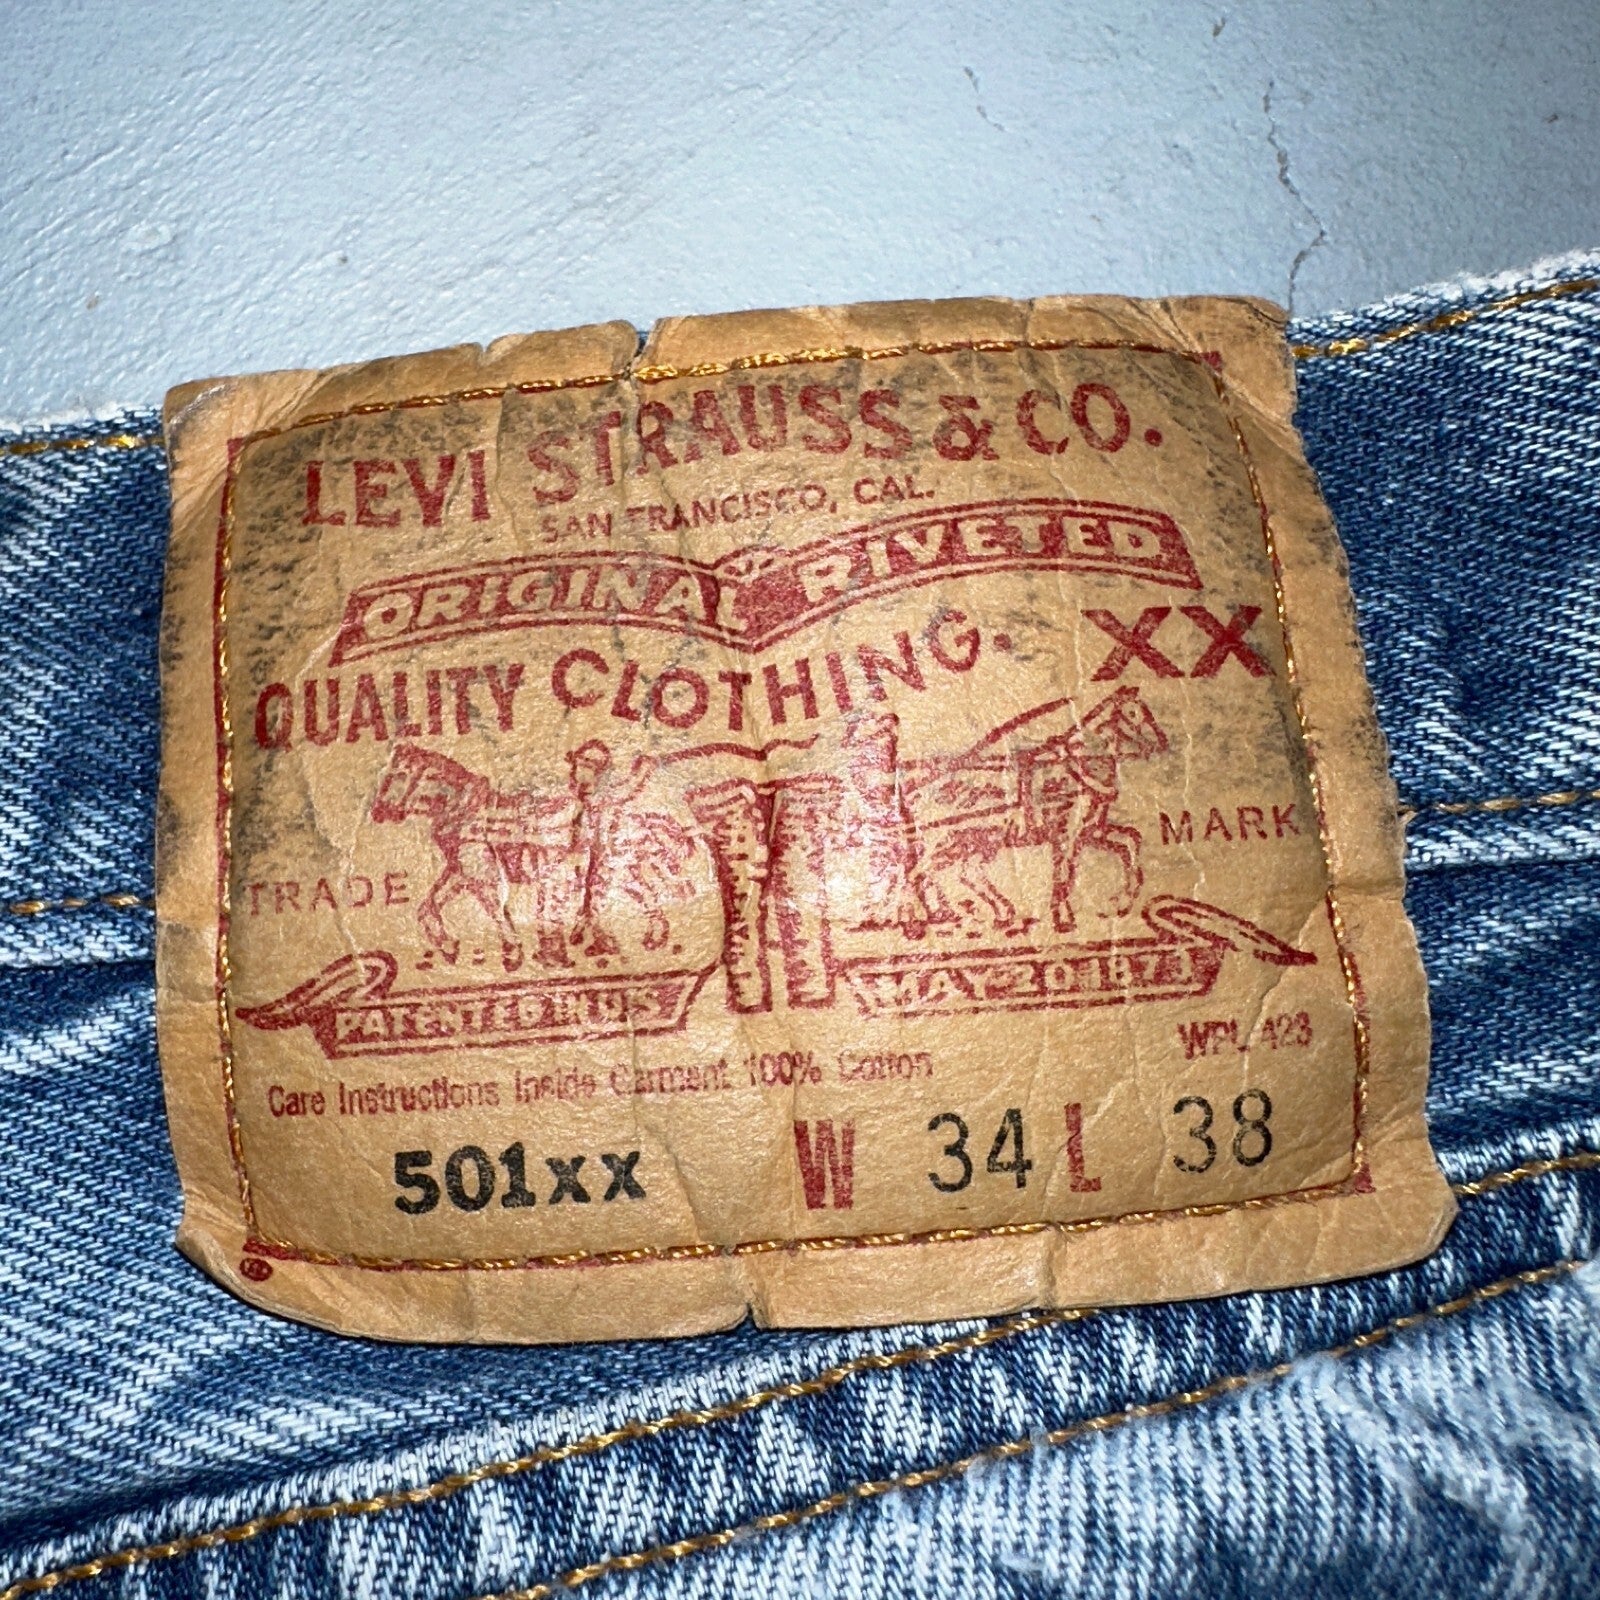 LEVI STRAUSS & CO.
SAN FRANCISCO, CAL.
ORIGINAL RIVETED
QUALITY CLOTHING. XX
TRADE MARK
PATENTED IN U.S MAY 20 1873
WPL 423
Care Instructions Inside Garment 100% Cotton
501xx W 34 L 38
®